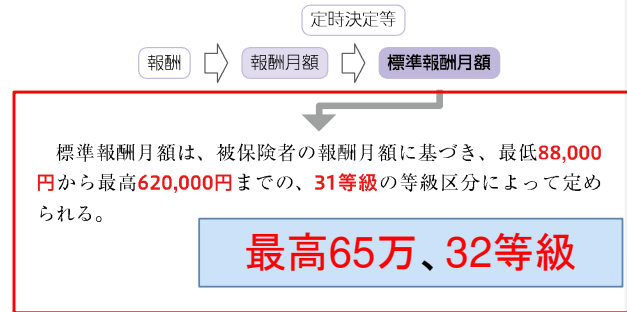 定時決定等
報酬 報酬月額 標準報酬月額
標準報酬月額は、被保険者の報酬月額に基づき、最低88,000
円から最高620,000円までの、31等級の等級区分によって定め
られる。
最高65万、32等級